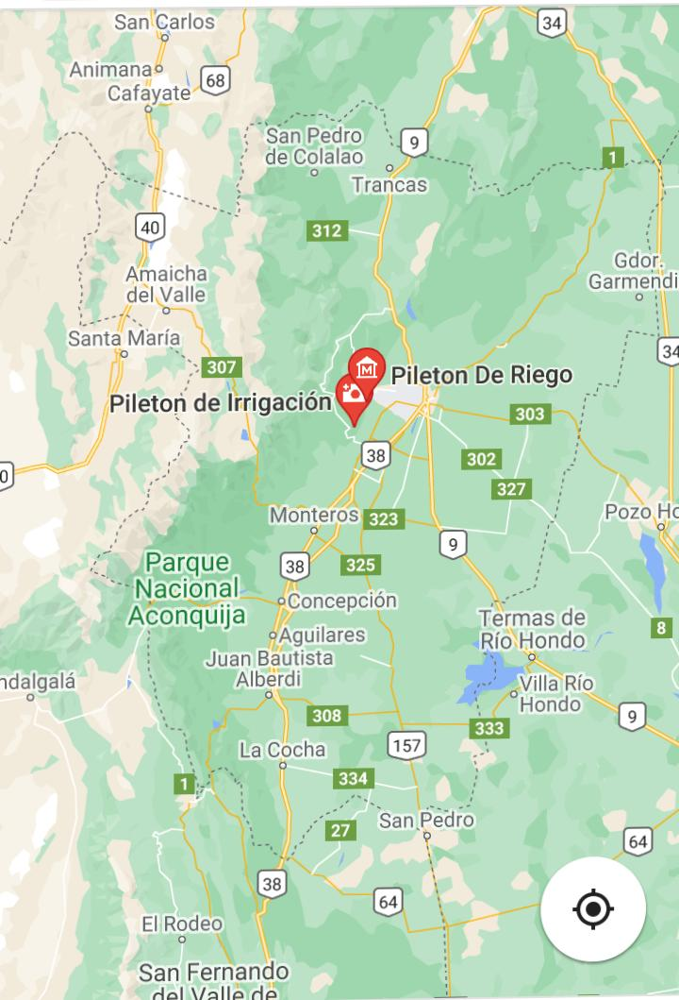 San Carlos
34
Animana
68
Cafayate
San Pedro
de Colalao
9
1
Trancas
40
312
Gdor.
Garmendi
Amaicha
del Valle
Santa María
34
307
Pileton De Riego
Pileton de Irrigación
303
38
302
0
327
Monteros
323
Pozo Ho
9
38
325
Parque
Nacional
Aconquija
Concepción
Termas de
Río Hondo
8
Aguilares
Juan Bautista
Alberdi
ndalgalá
Villa Río
Hondo
308
333
9
157
La Cocha
334
1
San Pedro
27
64
38
64
El Rodeo
San Fernando
del Valle de